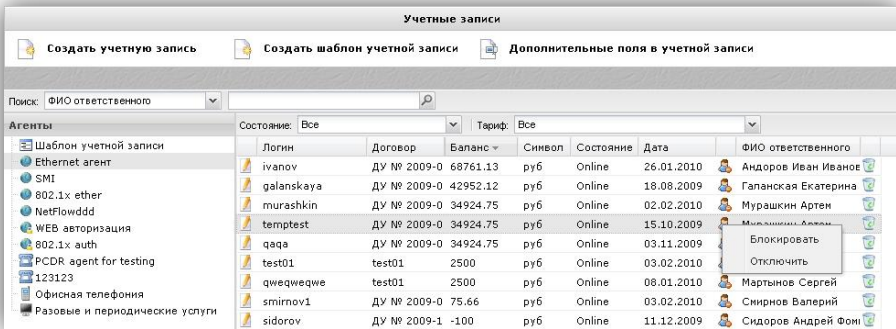 Учетные записи
Создать учетную запись Создать шаблон учетной записи Дополнительные поля в учетной записи
Поиск: ФИО ответственного
Агенты Состояние: Все Тариф: Все
Шаблон учетной записи
Ethernet агент
SMI
802.1x ether
NetFlowddd
WEB авторизация
802.1x auth
PCDR agent for testing
123123
Офисная телефония
Разовые и периодические услуги
Логин Договор Баланс Символ Состояние Дата ФИО ответственного
ivanov ДУ № 2009-0 68761.13 руб Online 26.01.2010 Андоров Иван Иванов
galanskaya ДУ № 2009-0 42952.12 руб Online 18.08.2009 Галанская Екатерина
murashkin ДУ № 2009-0 34924.75 руб Online 02.02.2010 Мурашкин Артем
temptest ДУ № 2009-0 34924.75 руб Online 15.10.2009 Мурашкин Артем
qaqa ДУ № 2009-0 34924.75 руб Online 03.11.2009
Блокировать
test01 test01 2500 руб Online 03.02.2010
Отключить
qweqweqwe test01 2500 руб Online 08.01.2010 Мартынов Сергей
smirnov1 ДУ № 2009-0 75.66 руб Online 03.02.2010 Смирнов Валерий
sidorov ДУ № 2009-1 -100 руб Online 11.12.2009 Сидоров Андрей Фом